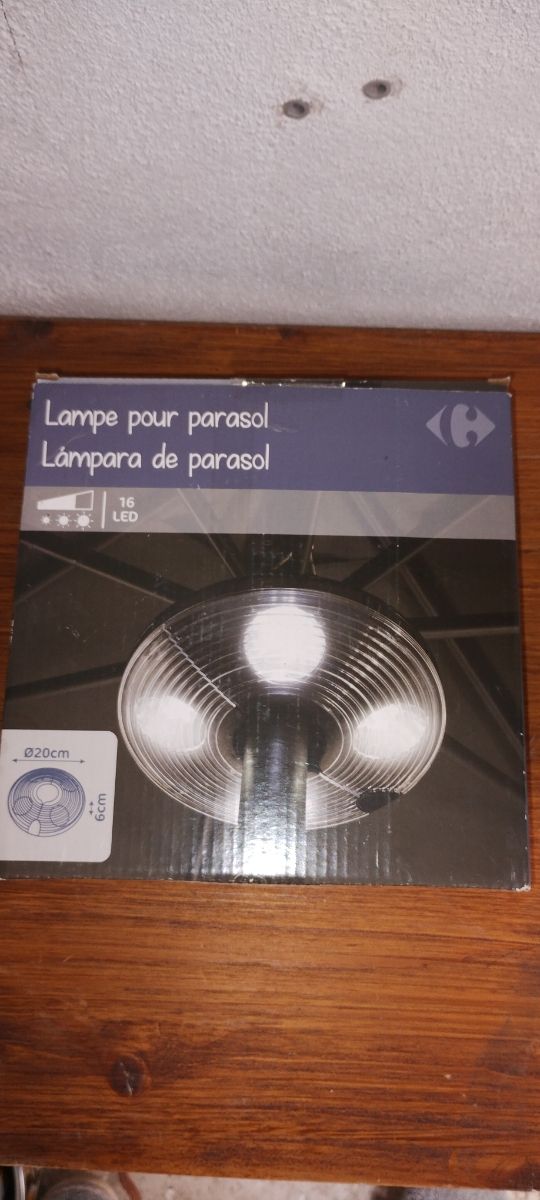 Lampe pour parasol
Lámpara de parasol
16
LED
Ø20cm
6cm